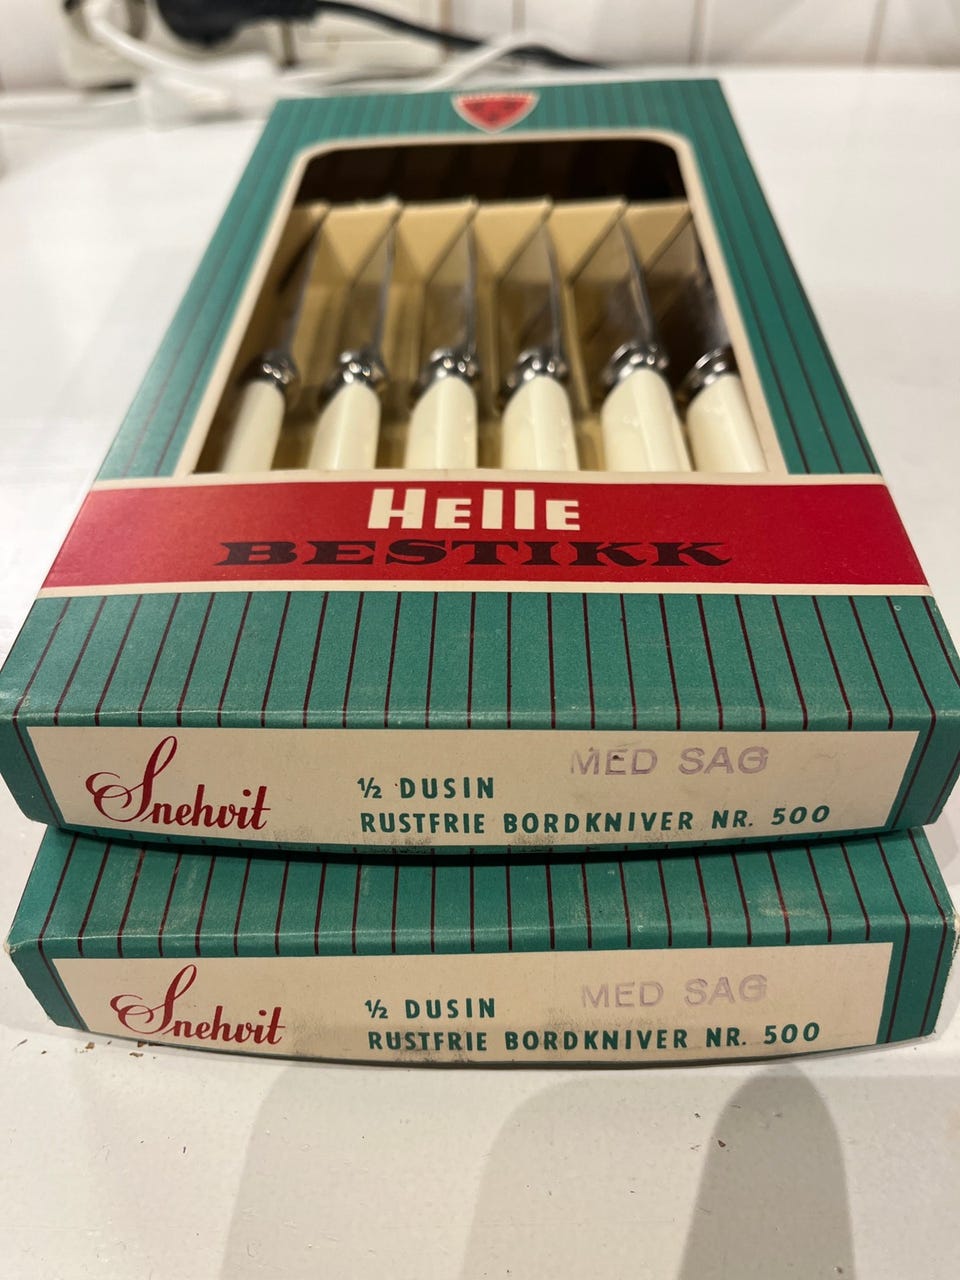 Helle
BESTIKK
Snehvit
½ DUSIN
MED SAG
RUSTFRIE BORDKNIVER NR. 500
Snehvit
½ DUSIN
MED SAG
RUSTFRIE BORDKNIVER NR. 500